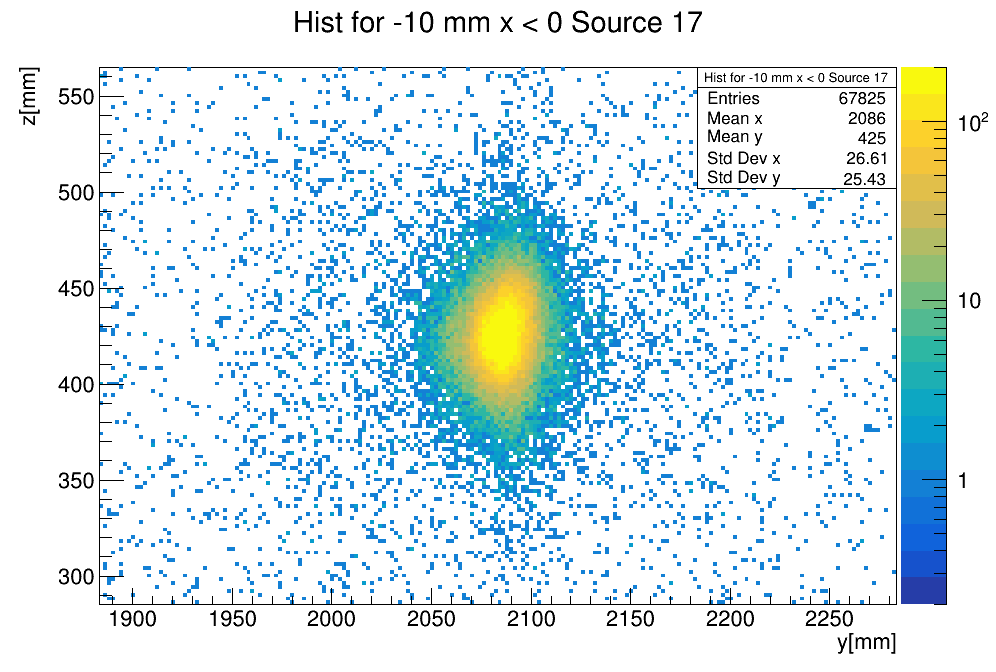 Hist for -10 mm x < 0 Source 17
z[mm]
Hist for -10 mm x < 0 Source 17
Entries 67825
Mean x 2086
Mean y 425
Std Dev x 26.61
Std Dev y 25.43
550
500
450
400
350
300
10²
10
1
1900 1950 2000 2050 2100 2150 2200 2250
y[mm]